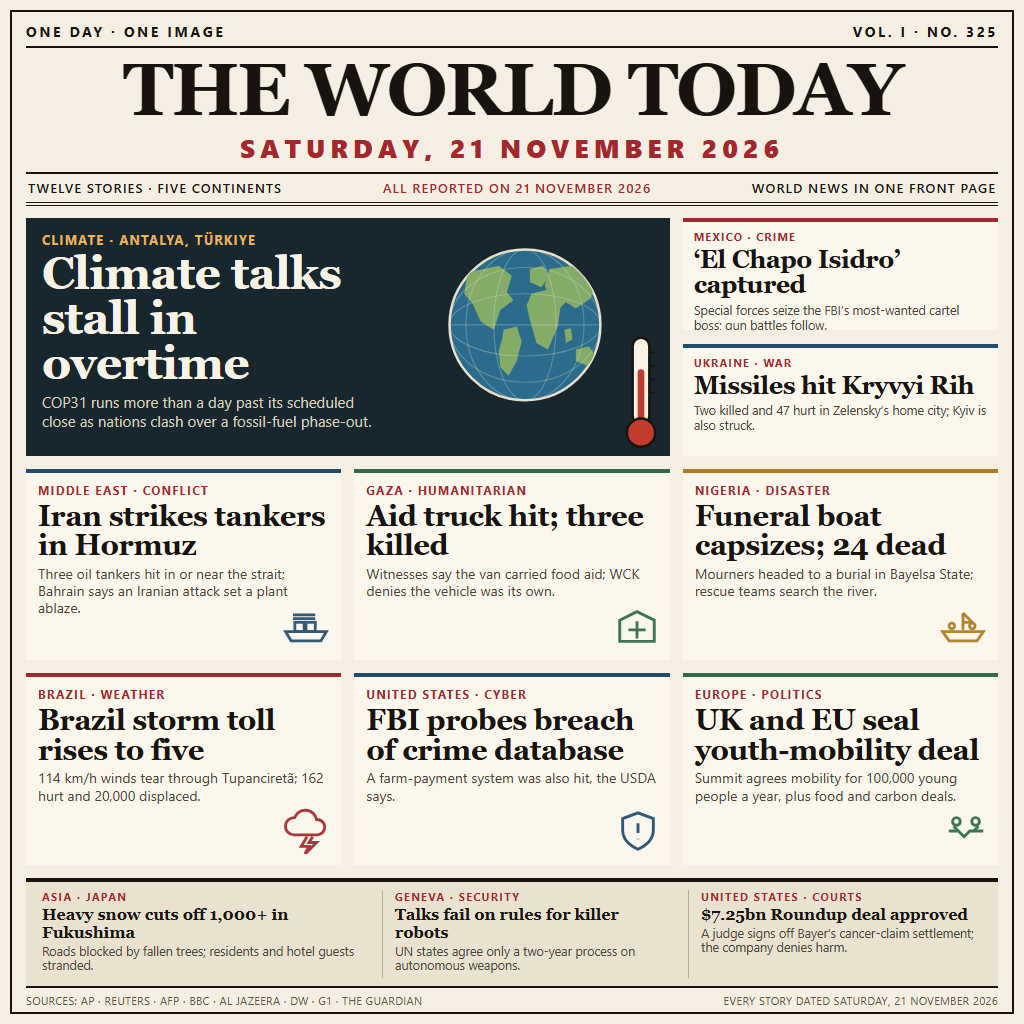 ONE DAY · ONE IMAGE
VOL. I · NO. 325
THE WORLD TODAY
SATURDAY, 21 NOVEMBER 2026
TWELVE STORIES · FIVE CONTINENTS
ALL REPORTED ON 21 NOVEMBER 2026
WORLD NEWS IN ONE FRONT PAGE
CLIMATE · ANTALYA, TÜRKIYE
Climate talks
stall in
overtime
COP31 runs more than a day past its scheduled
close as nations clash over a fossil-fuel phase-out.
MEXICO · CRIME
‘El Chapo Isidro’
captured
Special forces seize the FBI's most-wanted cartel
boss; gun battles follow.
UKRAINE · WAR
Missiles hit Kryvyi Rih
Two killed and 47 hurt in Zelensky's home city; Kyiv is
also struck.
MIDDLE EAST · CONFLICT
Iran strikes tankers
in Hormuz
Three oil tankers hit in or near the strait;
Bahrain says an Iranian attack set a plant
ablaze.
GAZA · HUMANITARIAN
Aid truck hit; three
killed
Witnesses say the van carried food aid; WCK
denies the vehicle was its own.
NIGERIA · DISASTER
Funeral boat
capsizes; 24 dead
Mourners headed to a burial in Bayelsa State;
rescue teams search the river.
BRAZIL · WEATHER
Brazil storm toll
rises to five
114 km/h winds tear through Tupanciretã; 162
hurt and 20,000 displaced.
UNITED STATES · CYBER
FBI probes breach
of crime database
A farm-payment system was also hit, the USDA
says.
EUROPE · POLITICS
UK and EU seal
youth-mobility deal
Summit agrees mobility for 100,000 young
people a year, plus food and carbon deals.
ASIA · JAPAN
Heavy snow cuts off 1,000+ in
Fukushima
Roads blocked by fallen trees; residents and hotel guests
stranded.
GENEVA · SECURITY
Talks fail on rules for killer
robots
UN states agree only a two-year process on
autonomous weapons.
UNITED STATES · COURTS
$7.25bn Roundup deal approved
A judge signs off Bayer's cancer-claim settlement;
the company denies harm.
SOURCES: AP · REUTERS · AFP · BBC · AL JAZEERA · DW · G1 · THE GUARDIAN
EVERY STORY DATED SATURDAY, 21 NOVEMBER 2026